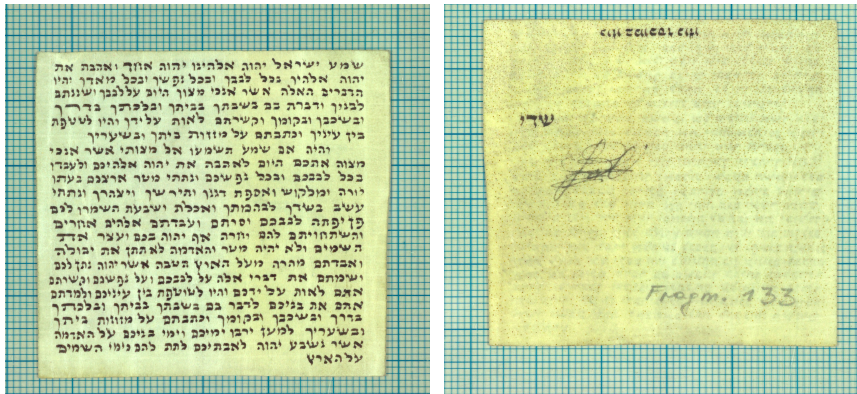 שמע ישראל יהוה אלהינו יהוה אחד ואהבת את
יהוה אלהיך בכל לבבך ובכל נפשך ובכל מאדך והיו
הדברים האלה אשר אנכי מצוך היום על לבבך ושננתם
לבניך ודברת בם בשבתך בביתך ובלכתך בדרך
ובשכבך ובקומך וקשרתם לאות על ידך והיו לטטפת
בין עיניך וכתבתם על מזוזות ביתך ובשעריך
והיה אם שמע תשמעו אל מצותי אשר אנכי
מצוה אתכם היום לאהבה את יהוה אלהיכם ולעבדו
בכל לבבכם ובכל נפשכם ונתתי מטר ארצכם בעתו
יורה ומלקוש ואספת דגנך ותירשך ויצהרך ונתתי
עשב בשדך לבהמתך ואכלת ושבעת השמרו לכם
פן יפתה לבבכם וסרתם ועבדתם אלהים אחרים
והשתחויתם להם וחרה אף יהוה בכם ועצר את
השמים ולא יהיה מטר והאדמה לא תתן את יבולה
ואבדתם מהרה מעל הארץ הטבה אשר יהוה נתן לכם
ושמתם את דברי אלה על לבבכם ועל נפשכם וקשרתם
אתם לאות על ידכם והיו לטוטפת בין עיניכם ולמדתם
אתם את בניכם לדבר בם בשבתך בביתך ובלכתך
בדרך ובשכבך ובקומך וכתבתם על מזוזות ביתך
ובשעריך למען ירבו ימיכם וימי בניכם על האדמה
אשר נשבע יהוה לאבתיכם לתת להם כימי השמים
על הארץ
כוזו במוכסז כוזו
שדי
Fragm. 133